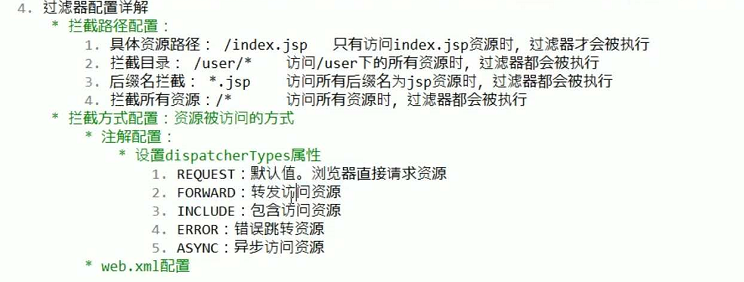 4. 过滤器配置详解
* 拦截路径配置：
1. 具体资源路径： /index.jsp 只有访问index.jsp资源时，过滤器才会被执行
2. 拦截目录： /user/* 访问/user下的所有资源时，过滤器都会被执行
3. 后缀名拦截： *.jsp 访问所有后缀名为jsp资源时，过滤器都会被执行
4. 拦截所有资源：/* 访问所有资源时，过滤器都会被执行
* 拦截方式配置：资源被访问的方式
* 注解配置：
* 设置dispatcherTypes属性
1. REQUEST：默认值。浏览器直接请求资源
2. FORWARD：转发访问资源
3. INCLUDE：包含访问资源
4. ERROR：错误跳转资源
5. ASYNC：异步访问资源
* web.xml配置